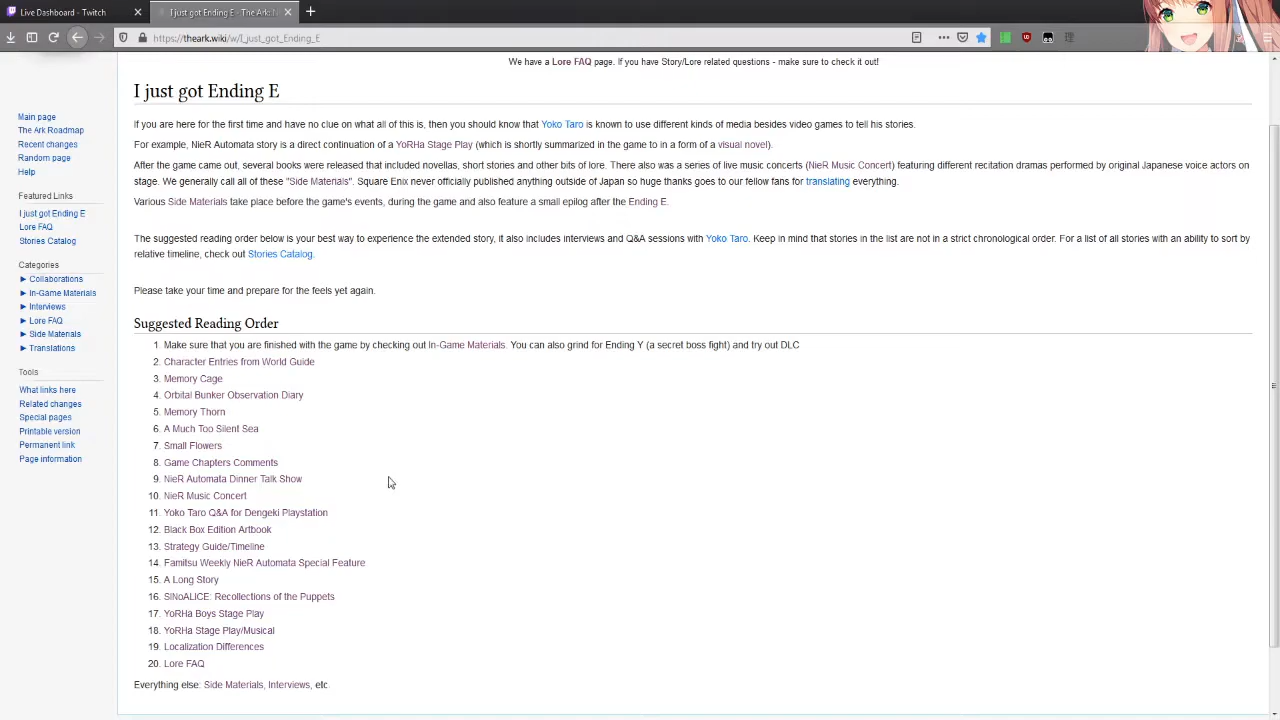 Live Dashboard - Twitch
I just got Ending E - The Ark
https://theark.wiki/w/I_just_got_Ending_E
We have a Lore FAQ page. If you have Story/Lore related questions - make sure to check it out!
Main page
The Ark Roadmap
Recent changes
Random page
Help
Featured Links
I just got Ending E
Lore FAQ
Stories Catalog
Categories
► Collaborations
► In-Game Materials
► Interviews
► Lore FAQ
► Side Materials
► Translations
Tools
What links here
Related changes
Special pages
Printable version
Permanent link
Page information
I just got Ending E
If you are here for the first time and have no clue on what all of this is, then you should know that Yoko Taro is known to use different kinds of media besides video games to tell his stories.
For example, NieR Automata story is a direct continuation of a YoRHa Stage Play (which is shortly summarized in the game to in a form of a visual novel).
After the game came out, several books were released that included novellas, short stories and other bits of lore. There also was a series of live music concerts (NieR Music Concert) featuring different recitation dramas performed by original Japanese voice actors on
stage. We generally call all of these "Side Materials". Square Enix never officially published anything outside of Japan so huge thanks goes to our fellow fans for translating everything.
Various Side Materials take place before the game's events, during the game and also feature a small epilog after the Ending E.
The suggested reading order below is your best way to experience the extended story, it also includes interviews and Q&A sessions with Yoko Taro. Keep in mind that stories in the list are not in a strict chronological order. For a list of all stories with an ability to sort by
relative timeline, check out Stories Catalog.
Please take your time and prepare for the feels yet again.
Suggested Reading Order
1. Make sure that you are finished with the game by checking out In-Game Materials. You can also grind for Ending Y (a secret boss fight) and try out DLC
2. Character Entries from World Guide
3. Memory Cage
4. Orbital Bunker Observation Diary
5. Memory Thorn
6. A Much Too Silent Sea
7. Small Flowers
8. Game Chapters Comments
9. NieR Automata Dinner Talk Show
10. NieR Music Concert
11. Yoko Taro Q&A for Dengeki Playstation
12. Black Box Edition Artbook
13. Strategy Guide/Timeline
14. Famitsu Weekly NieR Automata Special Feature
15. A Long Story
16. SINoALICE: Recollections of the Puppets
17. YoRHa Boys Stage Play
18. YoRHa Stage Play/Musical
19. Localization Differences
20. Lore FAQ
Everything else: Side Materials, Interviews, etc.